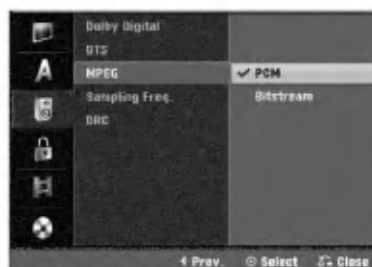 Dolby Digital
DTS
A
MPEG
✓ PCM
Sampling Freq.
Bitstream
DRC
Prev. Select Close